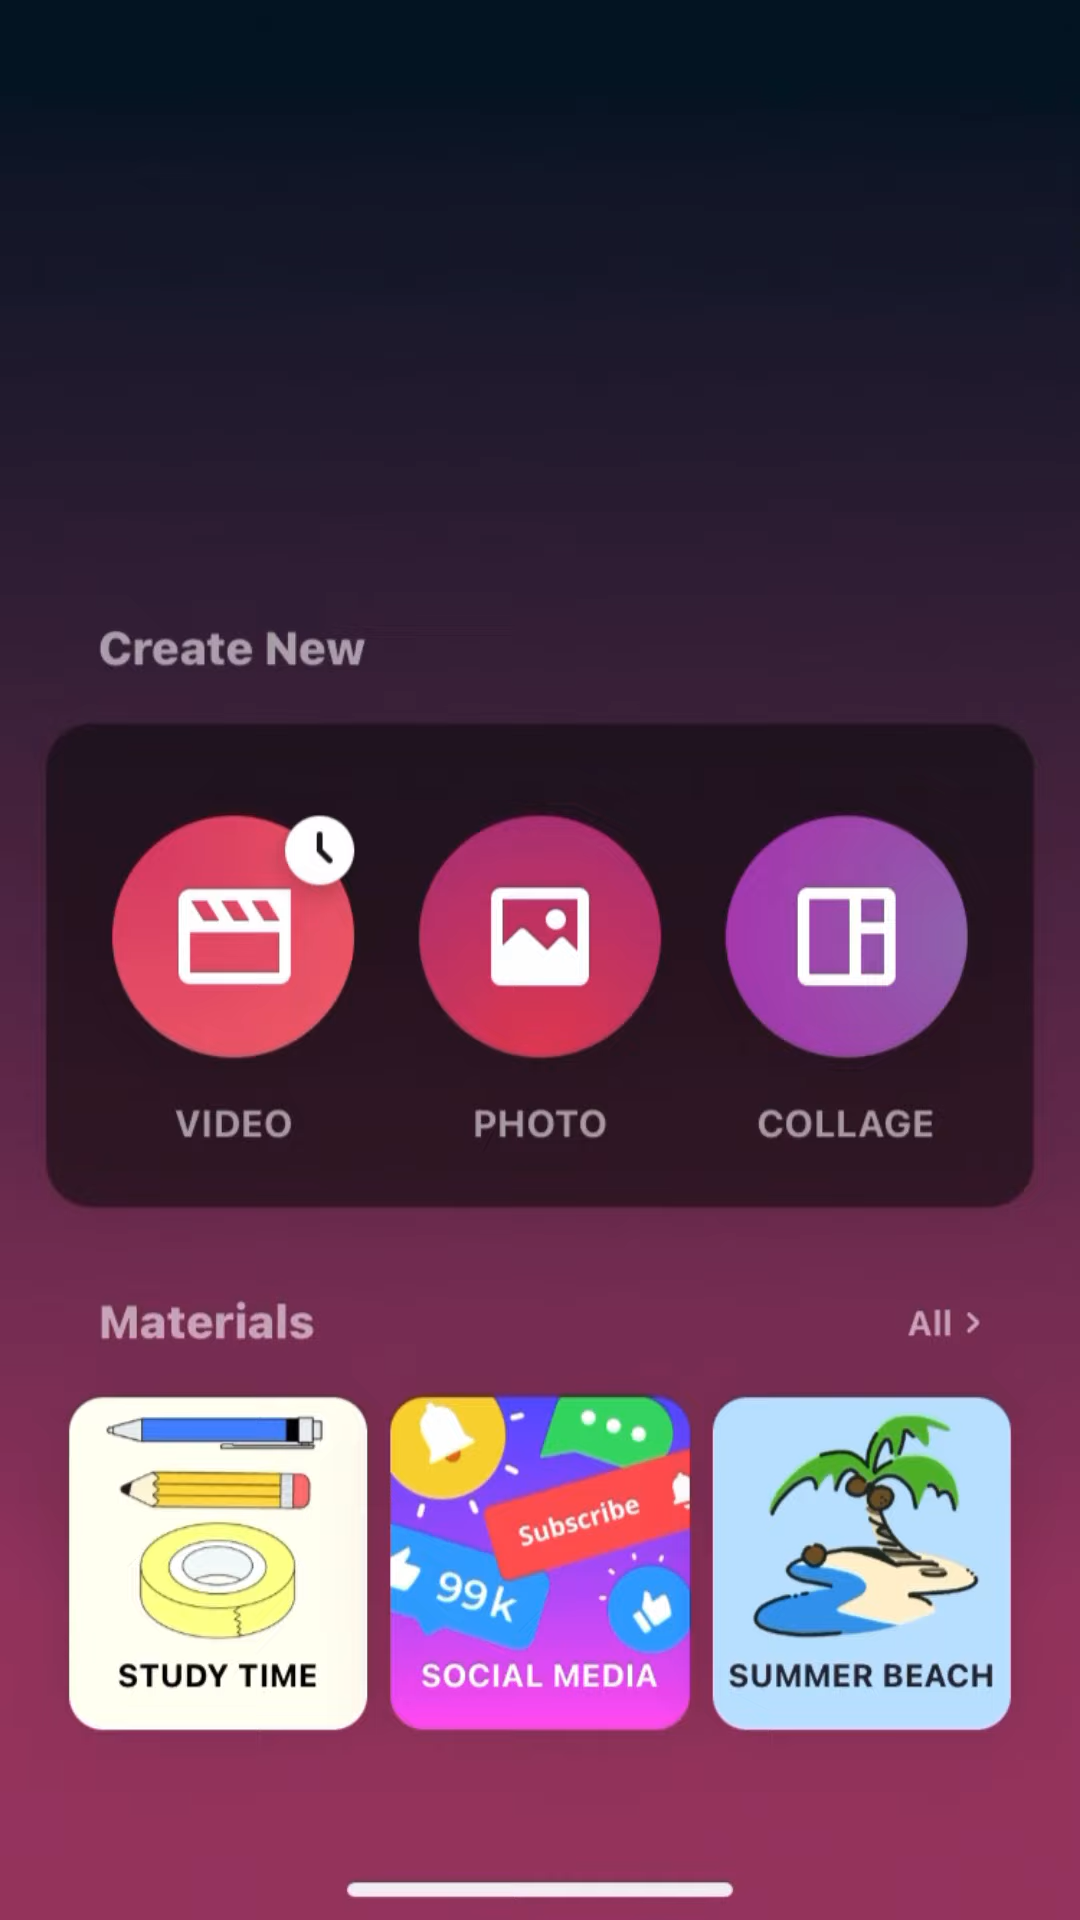 Create New
VIDEO
PHOTO
COLLAGE
Materials
All
Subscribe
99k
STUDY TIME
SOCIAL MEDIA
SUMMER BEACH